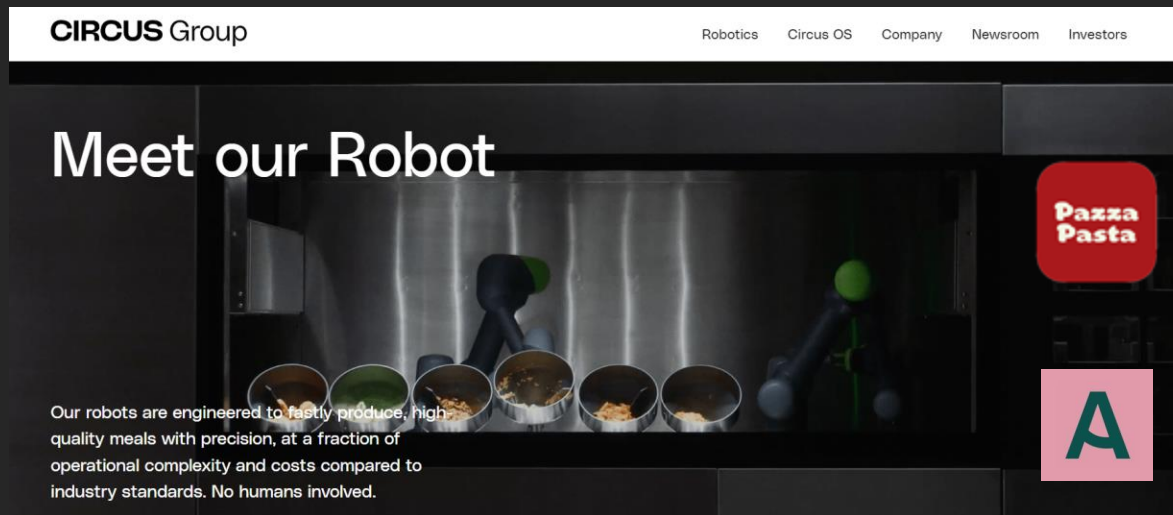 CIRCUS Group
Robotics Circus OS Company Newsroom Investors
Meet our Robot
Pazza
Pasta
Our robots are engineered to fastly produce, high-
quality meals with precision, at a fraction of
operational complexity and costs compared to
industry standards. No humans involved.
A